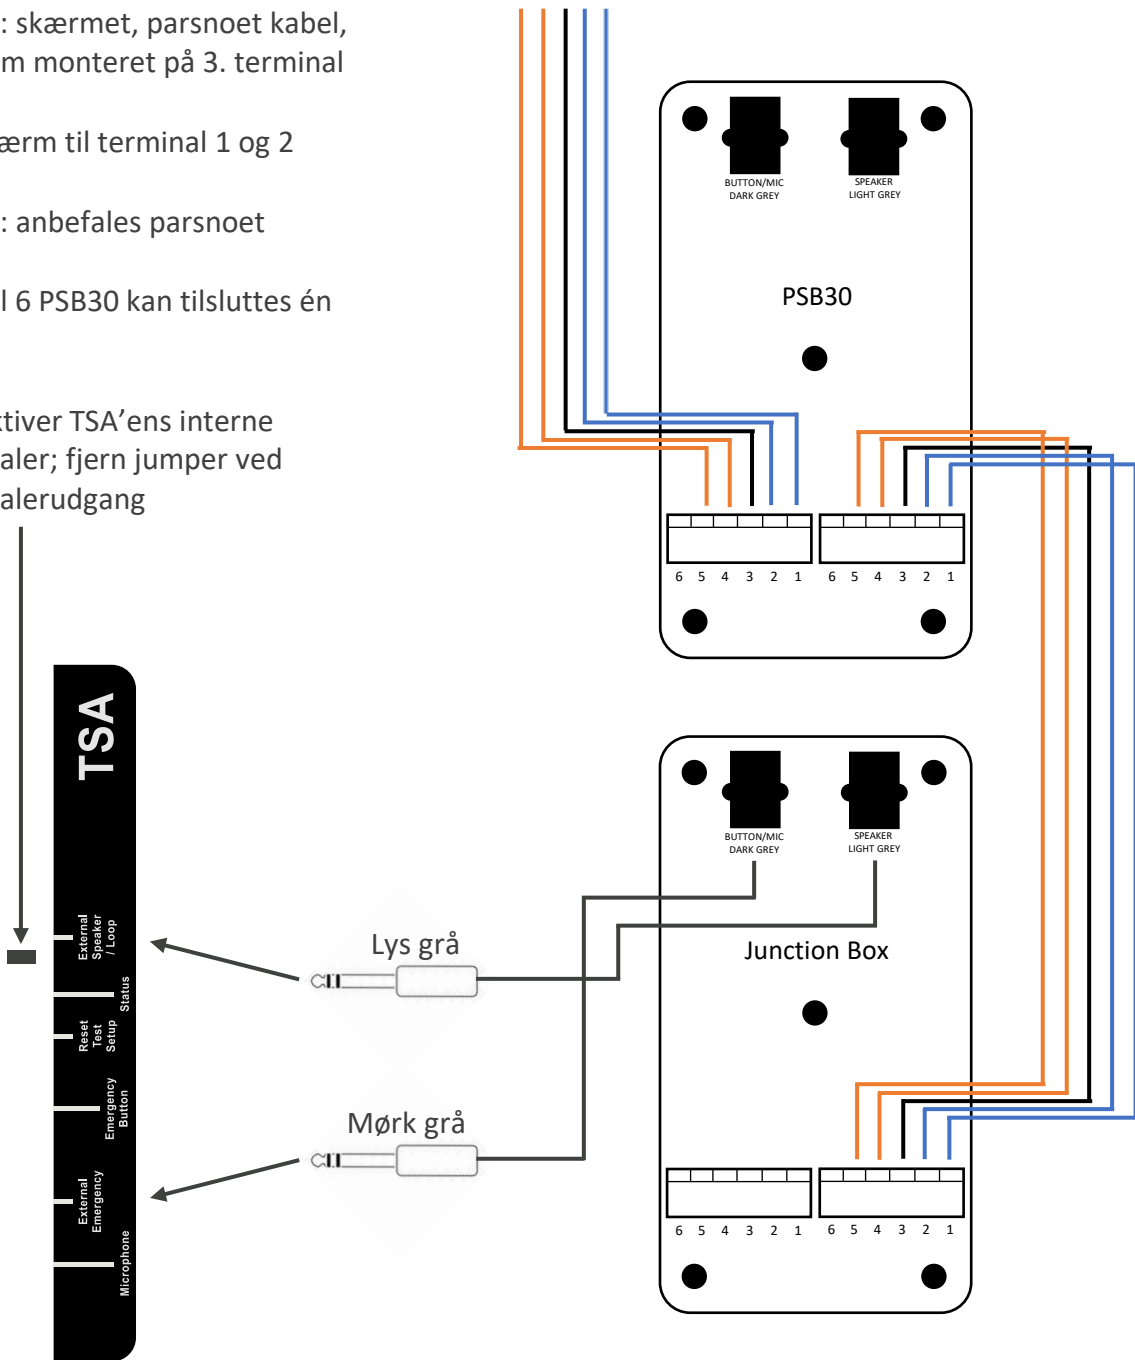 : skærmet, parsnoet kabel,
m monteret på 3. terminal
ærm til terminal 1 og 2
: anbefales parsnoet
l 6 PSB30 kan tilsluttes én
ktiver TSA'ens interne
aler; fjern jumper ved
alerudgang
BUTTON/MIC
DARK GREY
SPEAKER
LIGHT GREY
PSB30
6 5 4 3 2 1
6 5 4 3 2 1
TSA
External
Speaker
/ Loop
Status
Reset
Test
Setup
Emergency
Button
External
Emergency
Microphone
Lys grå
Mørk grå
BUTTON/MIC
DARK GREY
SPEAKER
LIGHT GREY
Junction Box
6 5 4 3 2 1
6 5 4 3 2 1